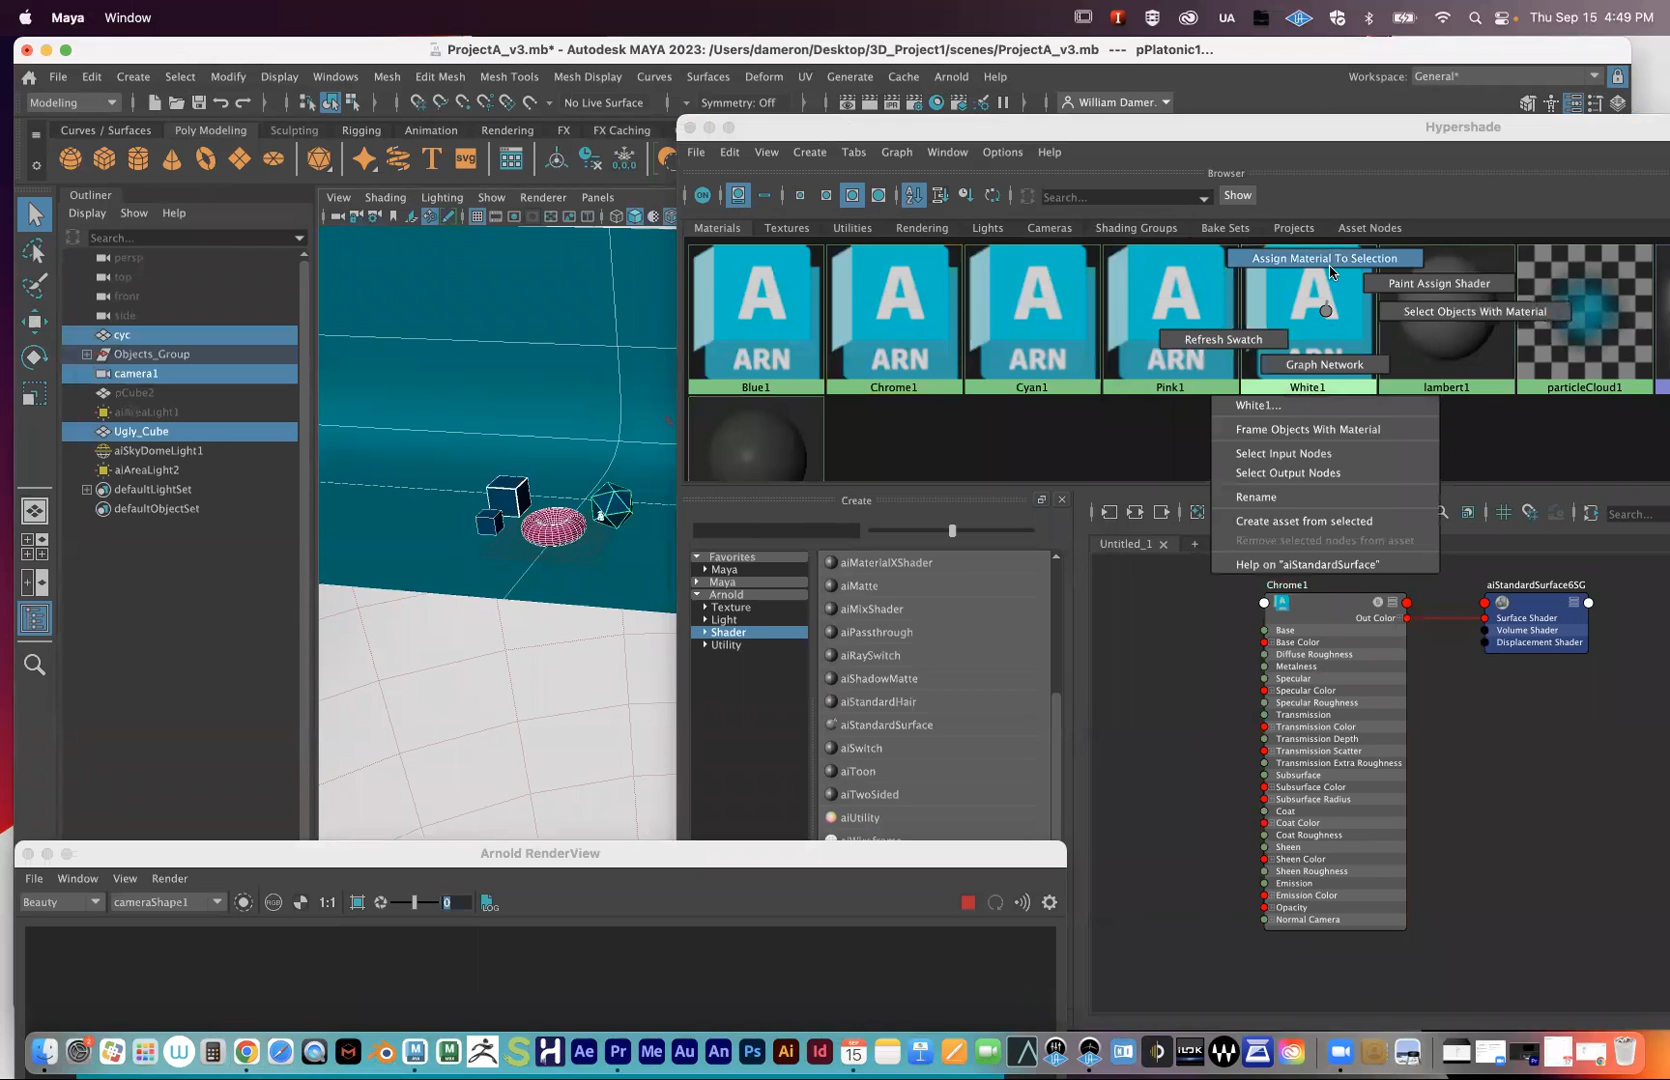 Maya Window
UA
Thu Sep 15 4:49 PM
ProjectA_v3.mb* - Autodesk MAYA 2023: /Users/dameron/Desktop/3D_Project1/scenes/ProjectA_v3.mb --- pPlatonic1...
File Edit Create Select Modify Display Windows Mesh Edit Mesh Mesh Tools Mesh Display Curves Surfaces Deform UV Generate Cache Arnold Help
Workspace: General*
Modeling
No Live Surface
Symmetry: Off
William Damer.
Curves / Surfaces Poly Modeling Sculpting Rigging Animation Rendering FX FX Caching
Hypershade
File Edit View Create Tabs Graph Window Options Help
Browser
Search...
Show
Materials Textures Utilities Rendering Lights Cameras Shading Groups Bake Sets Projects Asset Nodes
Outliner
Display Show Help
Search...
persp
top
front
side
cyc
Objects_Group
camera1
pCube2
aiAreaLight1
Ugly_Cube
aiSkyDomeLight1
aiAreaLight2
defaultLightSet
defaultObjectSet
View Shading Lighting Show Renderer Panels
Assign Material To Selection
Paint Assign Shader
Select Objects With Material
Refresh Swatch
Graph Network
ARN ARN ARN ARN ARN
Blue1 Chrome1 Cyan1 Pink1 White1 lambert1 particleCloud1
White1...
Frame Objects With Material
Select Input Nodes
Select Output Nodes
Rename
Create asset from selected
Remove selected nodes from asset
Help on "aiStandardSurface"
Create
Favorites
Maya
Maya
Arnold
Texture
Light
Shader
Utility
aiMaterialXShader
aiMatte
aiMixShader
aiPassthrough
aiRaySwitch
aiShadowMatte
aiStandardHair
aiStandardSurface
aiSwitch
aiToon
aiTwoSided
aiUtility
Search...
Untitled_1
Chrome1
Out Color
Base
Base Color
Diffuse Roughness
Metalness
Specular
Specular Color
Specular Roughness
Transmission
Transmission Color
Transmission Depth
Transmission Scatter
Transmission Extra Roughness
Subsurface
Subsurface Color
Subsurface Radius
Coat
Coat Color
Coat Roughness
Sheen
Sheen Color
Sheen Roughness
Emission
Emission Color
Opacity
Normal Camera
aiStandardSurface6SG
Surface Shader
Volume Shader
Displacement Shader
Arnold RenderView
File Window View Render
Beauty
cameraShape1
1:1
0
LOG
Ae Pr Me Au An Ps Ai Id
SEP
15